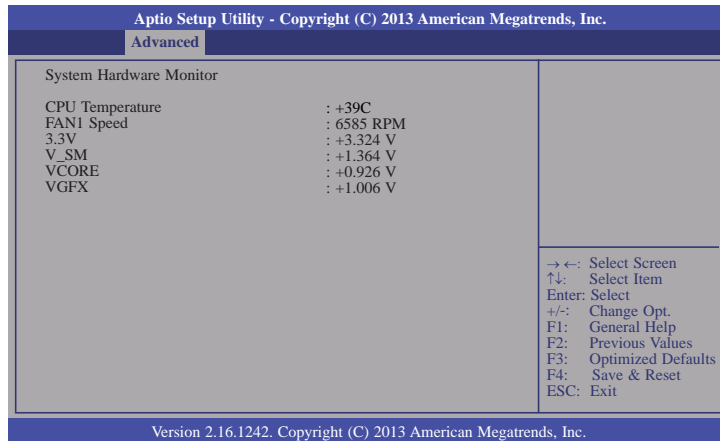 Aptio Setup Utility - Copyright (C) 2013 American Megatrends, Inc.
Advanced
System Hardware Monitor
CPU Temperature : +39C
FAN1 Speed : 6585 RPM
3.3V : +3.324 V
V_SM : +1.364 V
VCORE : +0.926 V
VGFX : +1.006 V
→←: Select Screen
↑↓: Select Item
Enter: Select
+/-: Change Opt.
F1: General Help
F2: Previous Values
F3: Optimized Defaults
F4: Save & Reset
ESC: Exit
Version 2.16.1242. Copyright (C) 2013 American Megatrends, Inc.